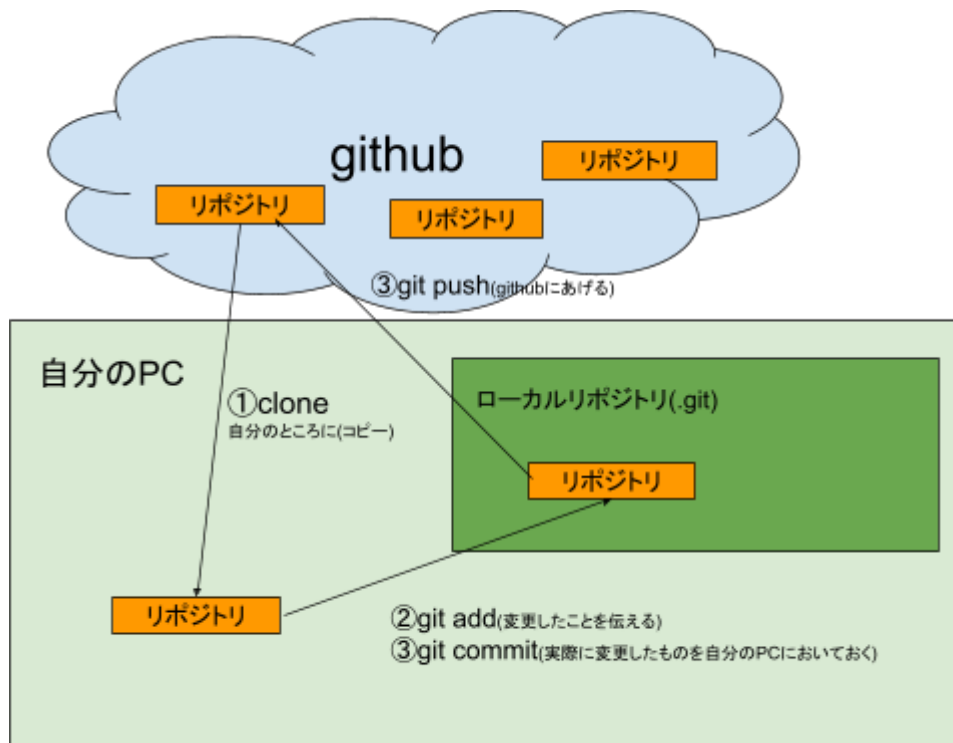 github
リポジトリ
リポジトリ
リポジトリ
③git push(githubにあげる)
自分のPC
①clone
自分のところに(コピー)
ローカルリポジトリ(.git)
リポジトリ
リポジトリ
②git add(変更したことを伝える)
③git commit(実際に変更したものを自分のPCにおいておく)